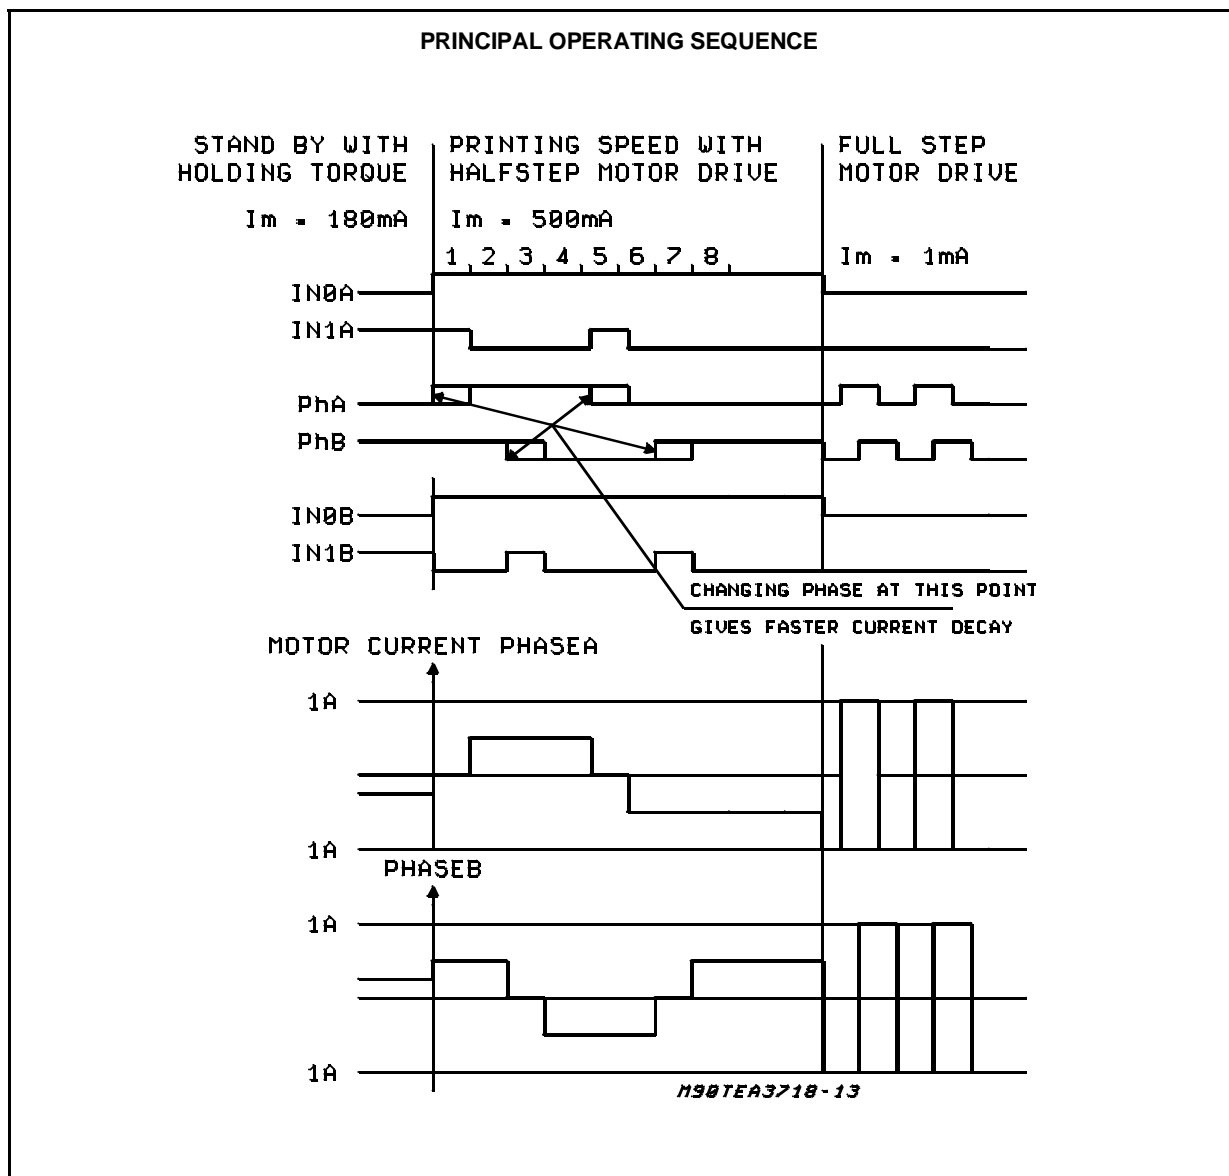 PRINCIPAL OPERATING SEQUENCE
STAND BY WITH
HOLDING TORQUE
Im = 180mA
PRINTING SPEED WITH
HALFSTEP MOTOR DRIVE
Im = 500mA
FULL STEP
MOTOR DRIVE
Im = 1mA
1 2 3 4 5 6 7 8
IN0A
IN1A
PhA
PhB
IN0B
IN1B
CHANGING PHASE AT THIS POINT
GIVES FASTER CURRENT DECAY
MOTOR CURRENT PHASEA
1A
1A
PHASEB
1A
1A
M90TEA3718-13